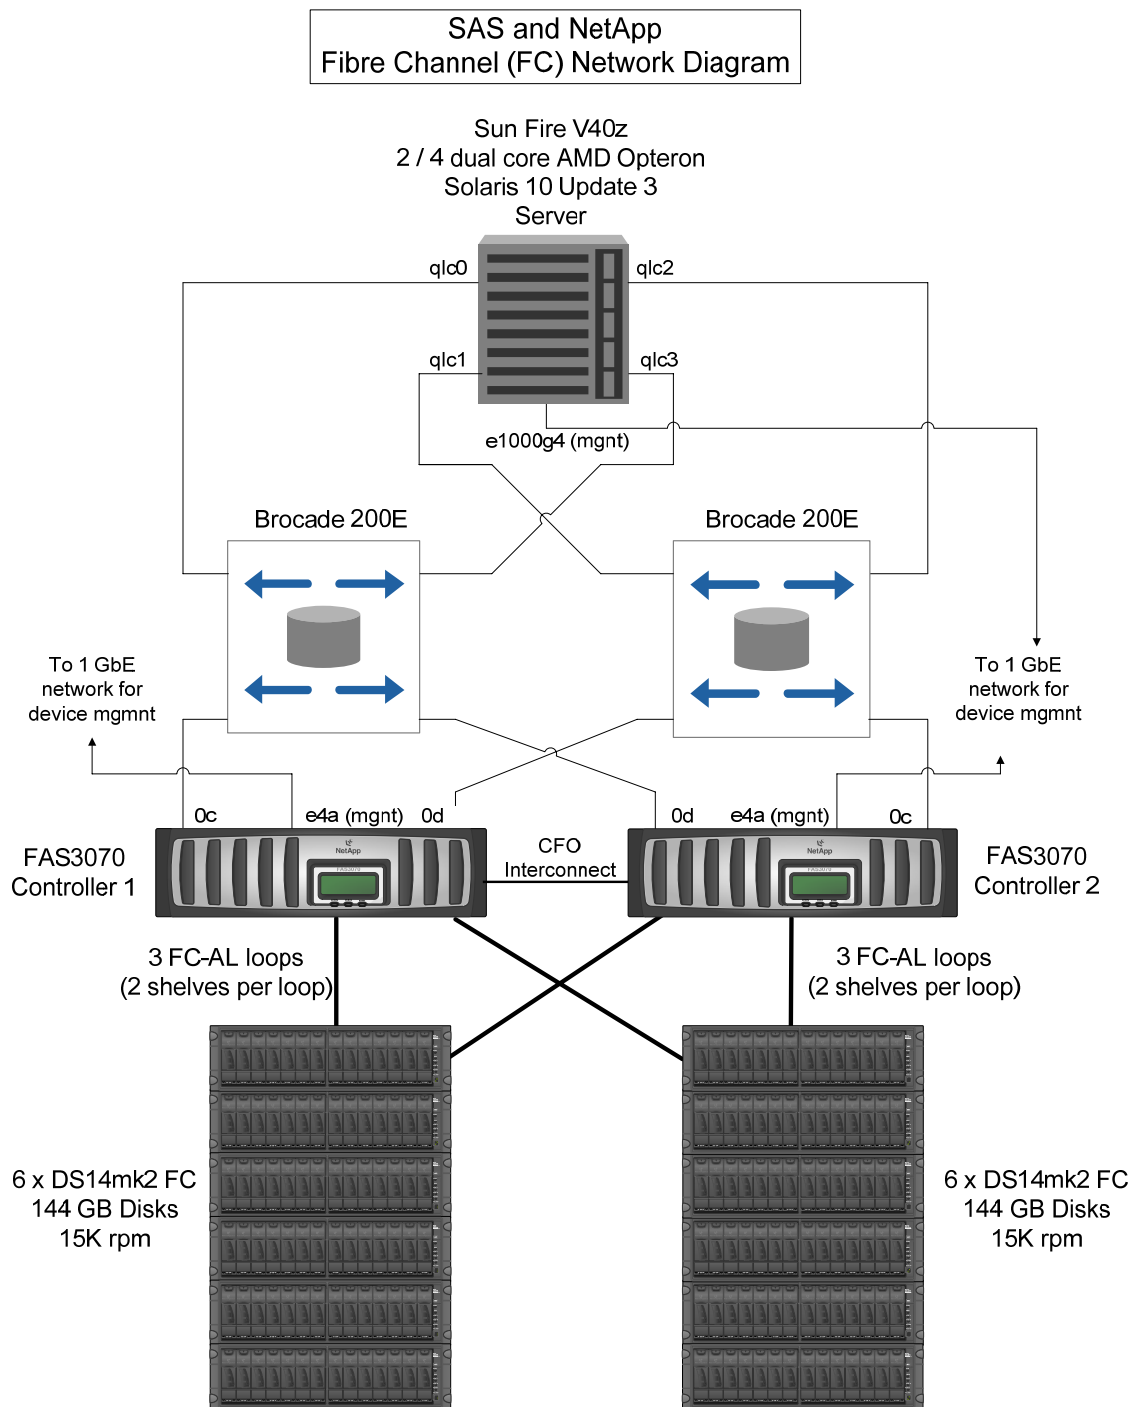 SAS and NetApp
Fibre Channel (FC) Network Diagram
Sun Fire V40z
2 / 4 dual core AMD Opteron
Solaris 10 Update 3
Server
qlc0
qlc2
qlc1
qlc3
e1000g4 (mgnt)
Brocade 200E
Brocade 200E
To 1 GbE
network for
device mgmnt
To 1 GbE
network for
device mgmnt
0c
e4a (mgnt)
0d
0d
e4a (mgnt)
0c
FAS3070
Controller 1
NetApp
FAS3070
CFO
Interconnect
NetApp
FAS3070
FAS3070
Controller 2
3 FC-AL loops
(2 shelves per loop)
3 FC-AL loops
(2 shelves per loop)
6 x DS14mk2 FC
144 GB Disks
15K rpm
6 x DS14mk2 FC
144 GB Disks
15K rpm